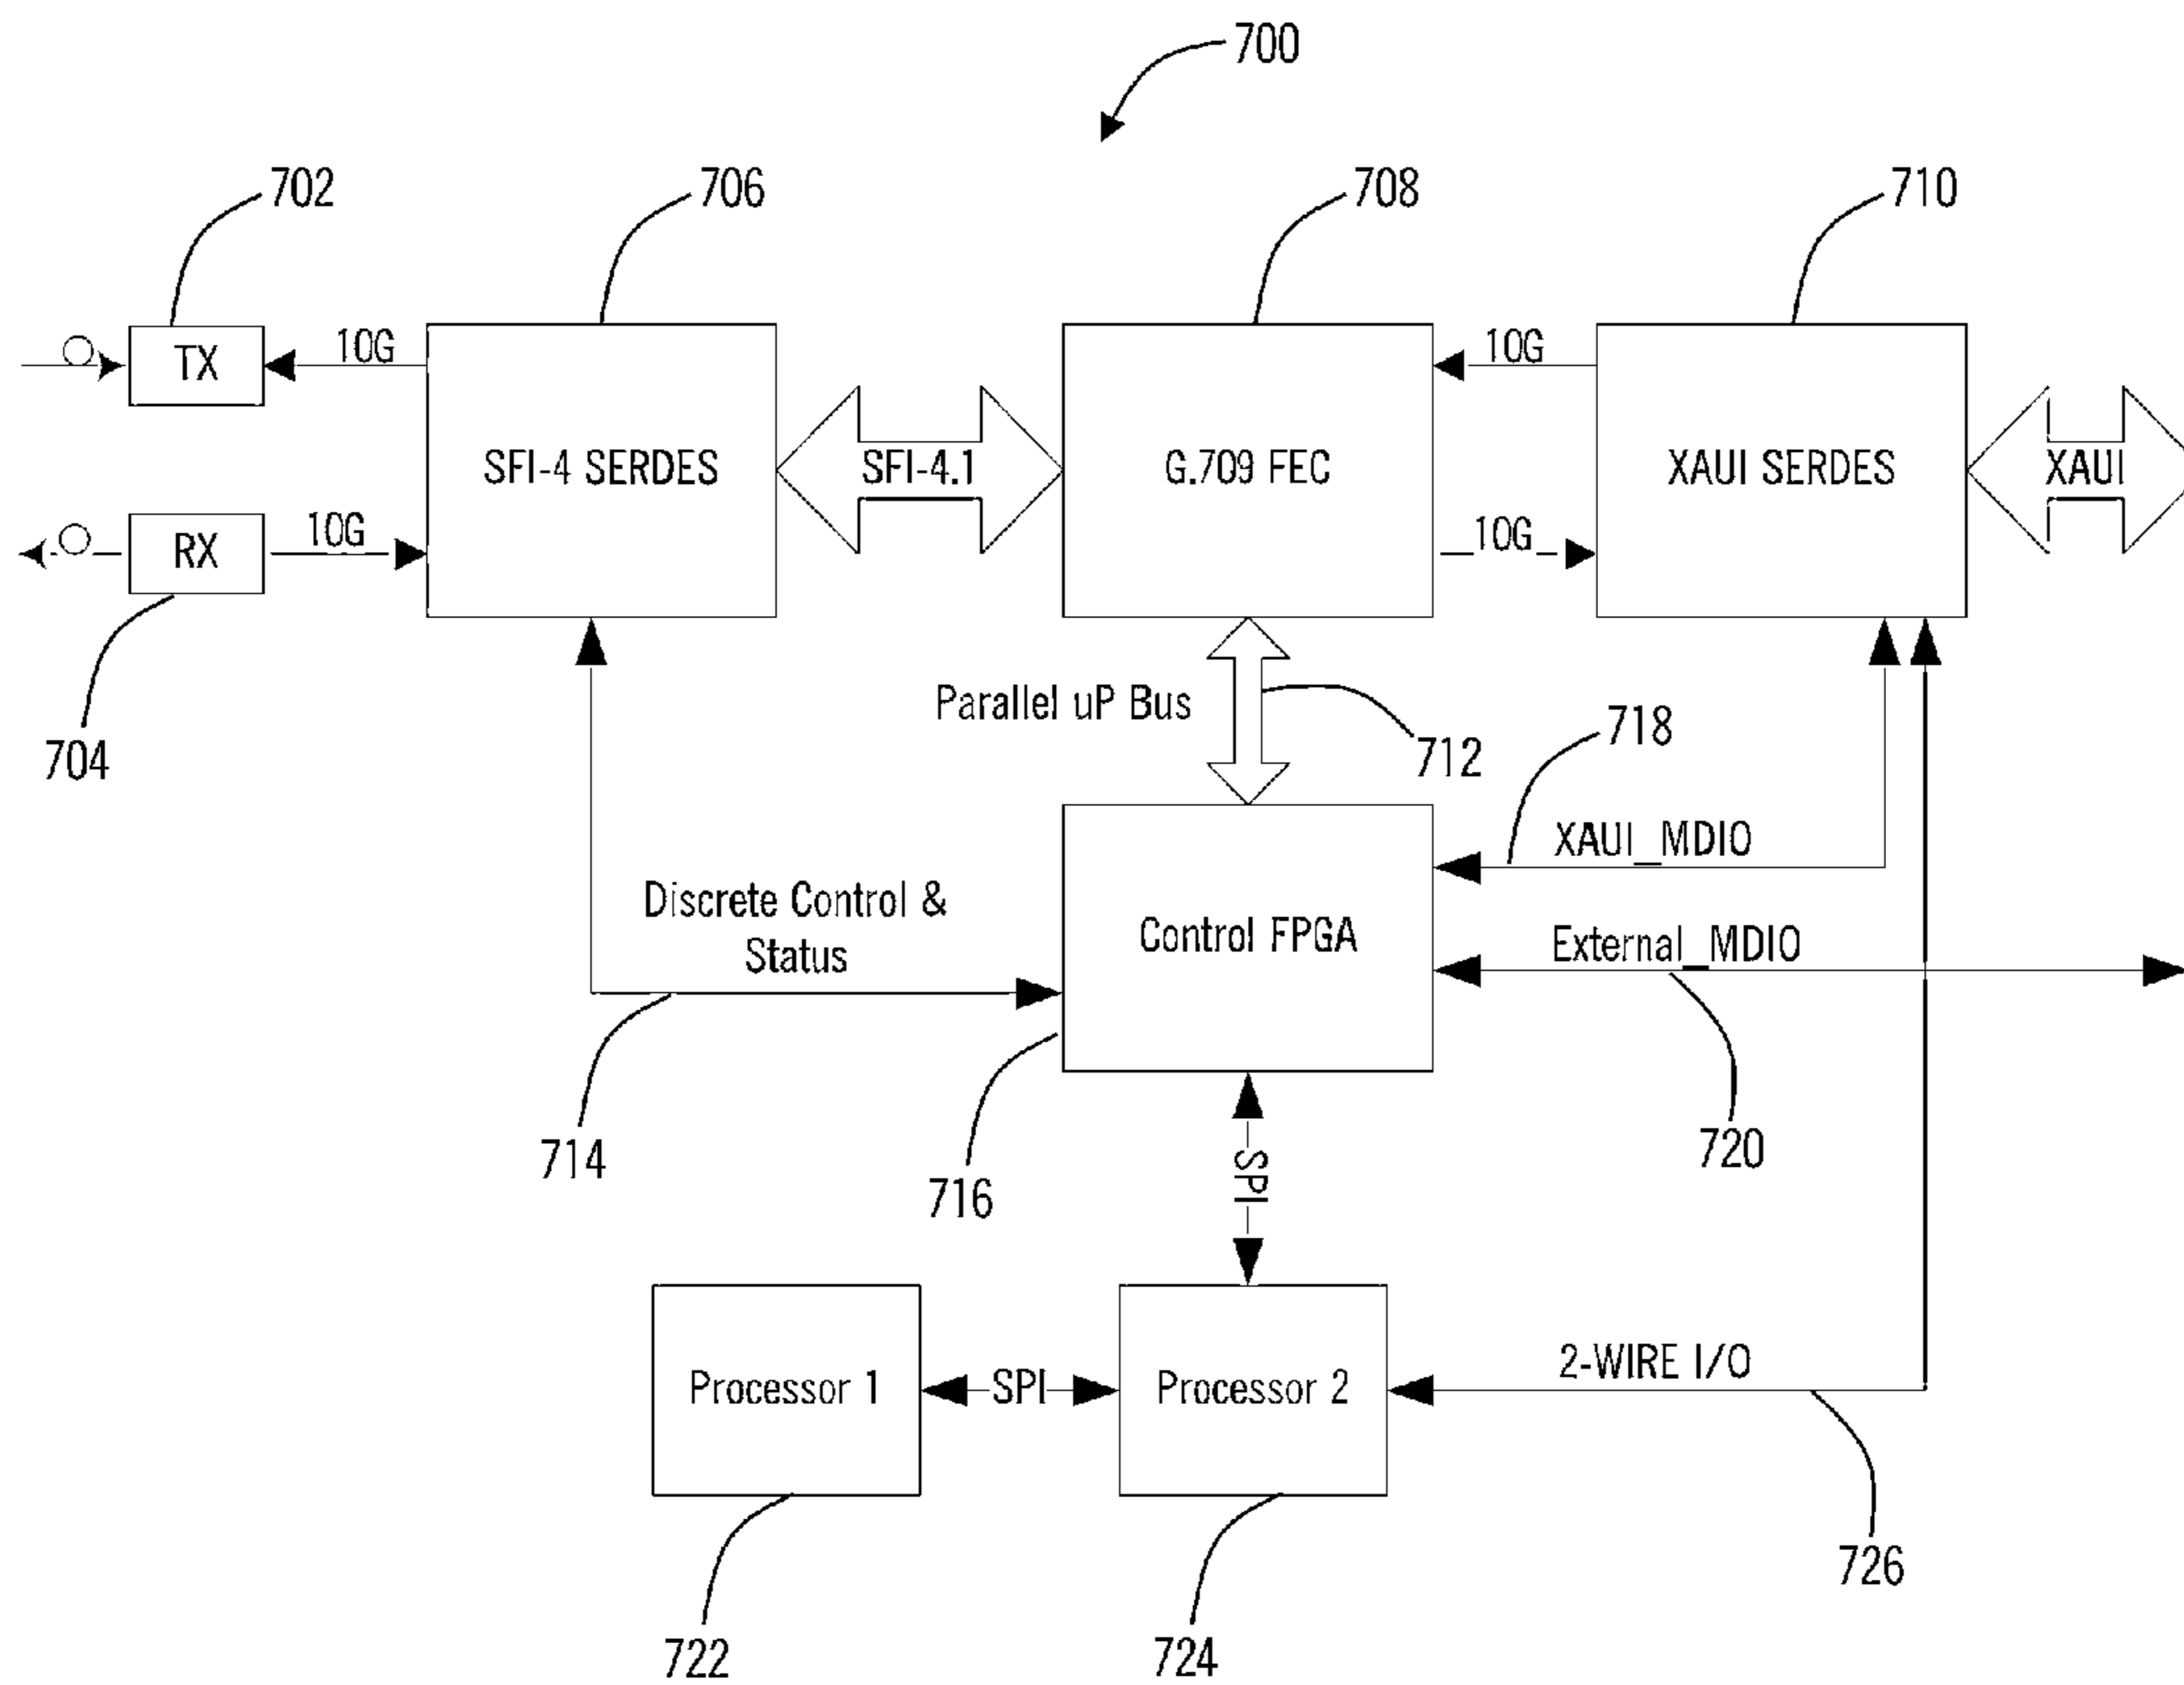 700
702
706
708
710
TX
10G
SFI-4 SERDES
SFI-4.1
G.709 FEC
10G
XAUI SERDES
XAUI
RX
10G
10G
704
Parallel uP Bus
712
718
XAUI_MDIO
Discrete Control &
Status
Control FPGA
External_MDIO
714
716
SPI
720
Processor 1
SPI
Processor 2
2-WIRE I/O
722
724
726